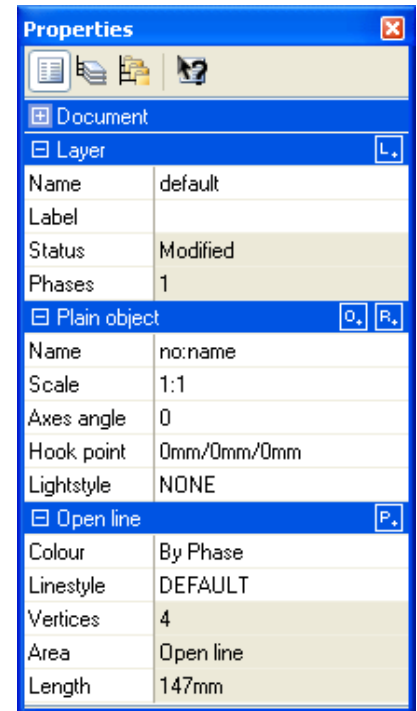 Properties
Document
Layer L+
Name default
Label
Status Modified
Phases 1
Plain object O+ R+
Name no:name
Scale 1:1
Axes angle 0
Hook point 0mm/0mm/0mm
Lightstyle NONE
Open line P+
Colour By Phase
Linestyle DEFAULT
Vertices 4
Area Open line
Length 147mm